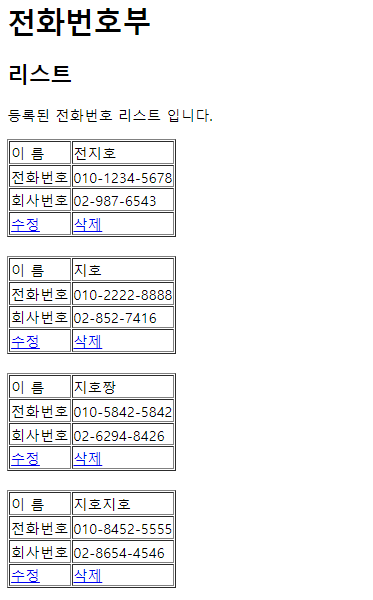 전화번호부
리스트
등록된 전화번호 리스트 입니다.
이 름 전지호
전화번호 010-1234-5678
회사번호 02-987-6543
수정 삭제
이 름 지호
전화번호 010-2222-8888
회사번호 02-852-7416
수정 삭제
이 름 지호짱
전화번호 010-5842-5842
회사번호 02-6294-8426
수정 삭제
이 름 지호지호
전화번호 010-8452-5555
회사번호 02-8654-4546
수정 삭제